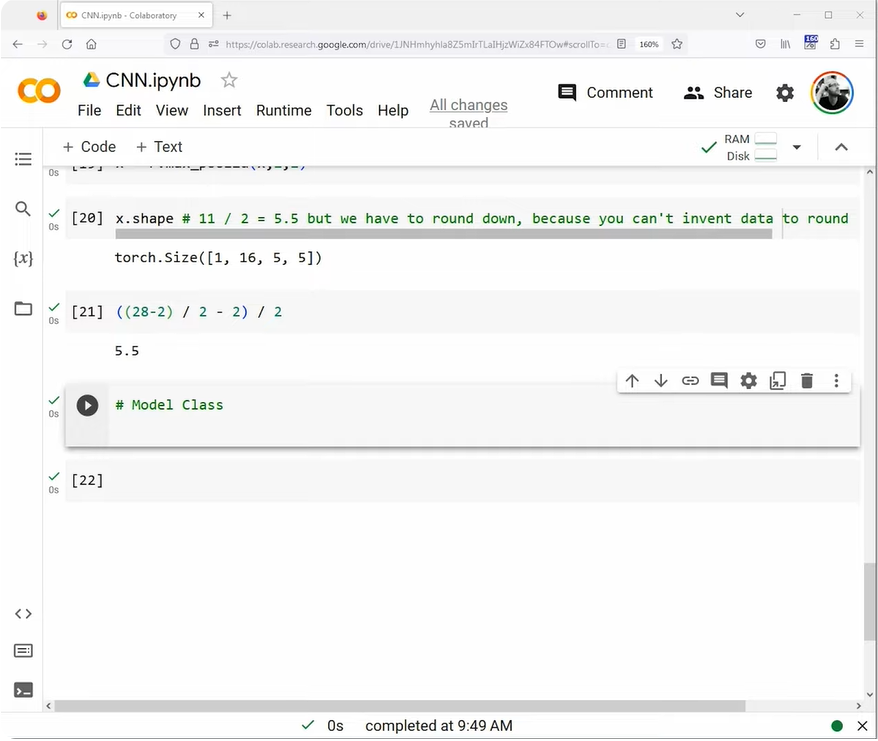 CNN.ipynb - Colaboratory
https://colab.research.google.com/drive/1JNHmhyhla8Z5mIrTLaIHjzWiZx84FTOw#scrollTo=
160%
160
CNN.ipynb
File Edit View Insert Runtime Tools Help
All changes saved
Comment
Share
+ Code + Text
RAM
Disk
0s
[20] x.shape # 11 / 2 = 5.5 but we have to round down, because you can't invent data to round
0s
torch.Size([1, 16, 5, 5])
[21] ((28-2) / 2 - 2) / 2
0s
5.5
# Model Class
0s
[22]
0s
{x}
0s completed at 9:49 AM